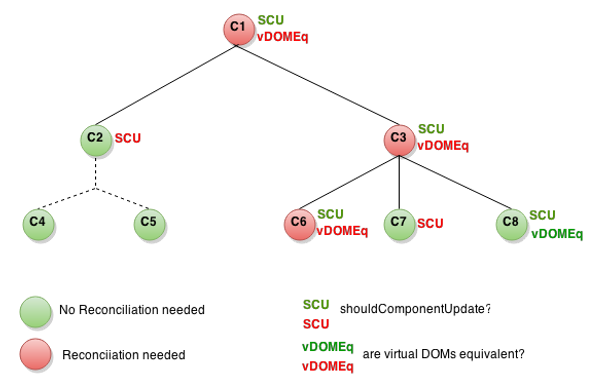 C1 SCU
vDOMEq
C2 SCU
C3 SCU
vDOMEq
C4
C5
C6 SCU
vDOMEq
C7 SCU
C8 SCU
vDOMEq
No Reconciliation needed
Reconciiation needed
SCU shouldComponentUpdate?
SCU
vDOMEq are virtual DOMs equivalent?
vDOMEq